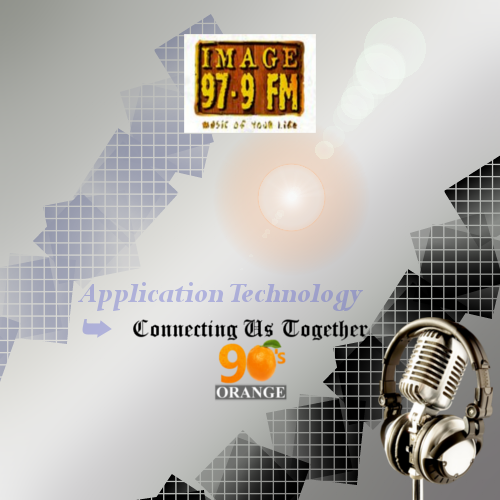 IMAGE
97.9 FM
MUSIC OF YOUR LIFE
Application Technology
Connecting Us Together
90's
ORANGE